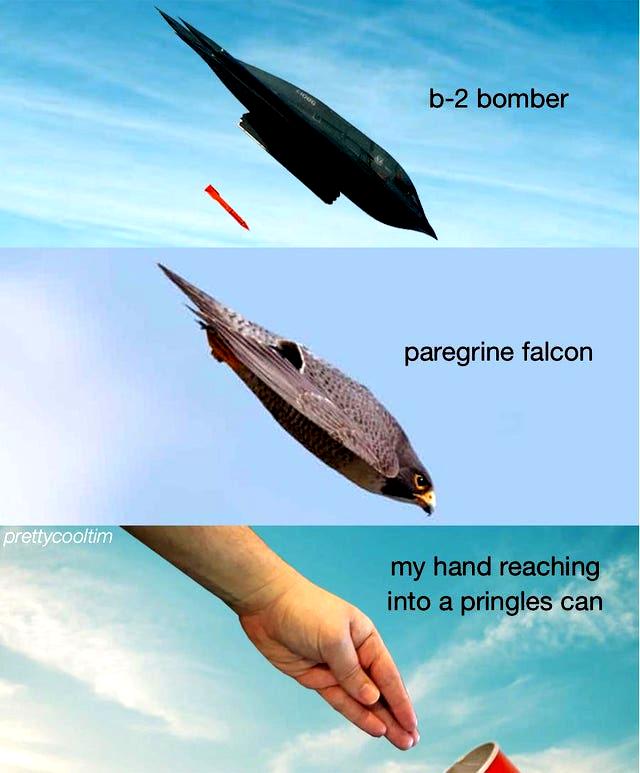 b-2 bomber
paregrine falcon
prettycooltim
my hand reaching
into a pringles can